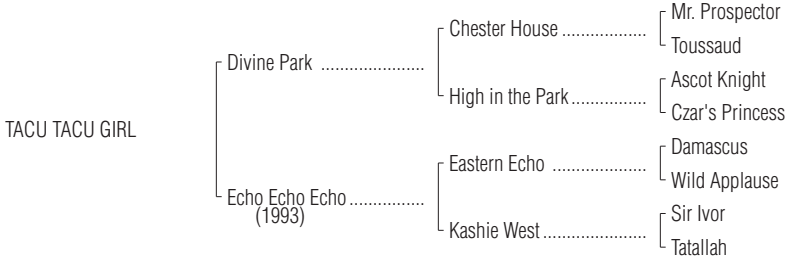 Mr. Prospector
Chester House ..................
Toussaud
Divine Park ......................
Ascot Knight
High in the Park................
Czar's Princess
TACU TACU GIRL
Damascus
Eastern Echo ....................
Wild Applause
Echo Echo Echo................
(1993)
Sir Ivor
Kashie West......................
Tatallah